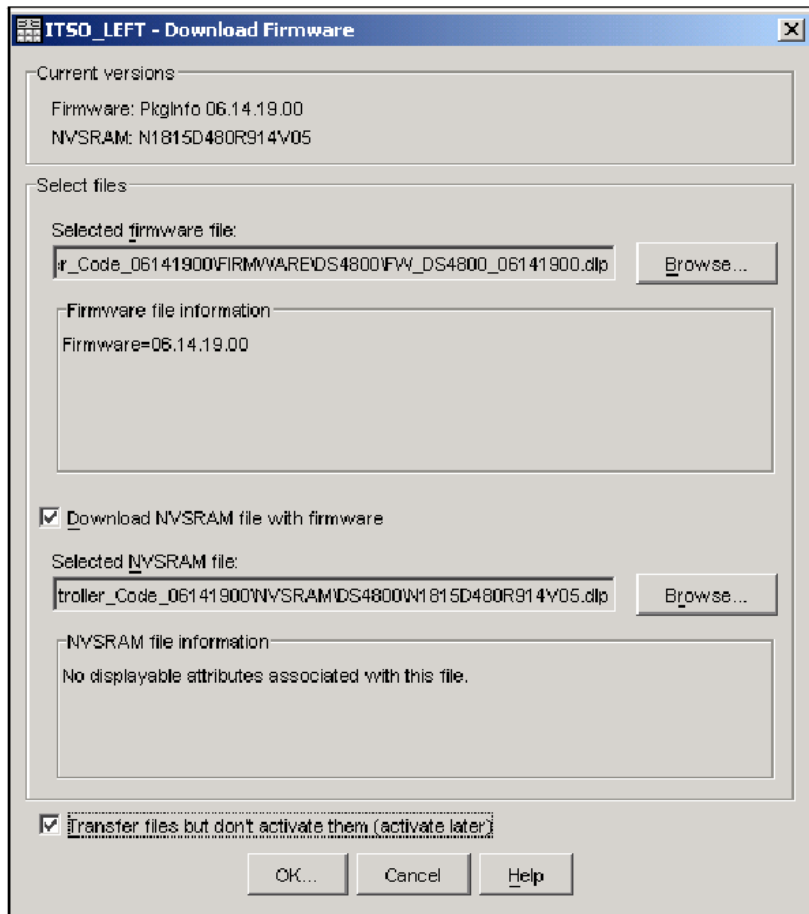 ITSO_LEFT - Download Firmware
Current versions
Firmware: PkgInfo 06.14.19.00
NVSRAM: N1815D480R914V05
Select files
Selected firmware file:
r_Code_06141900\FIRMWARE\DS4800\FW_DS4800_06141900.dlp
Browse...
Firmware file information
Firmware=06.14.19.00
Download NVSRAM file with firmware
Selected NVSRAM file:
troller_Code_06141900\NVSRAM\DS4800\N1815D480R914V05.dlp
Browse...
NVSRAM file information
No displayable attributes associated with this file.
Transfer files but don't activate them (activate later)
OK...
Cancel
Help